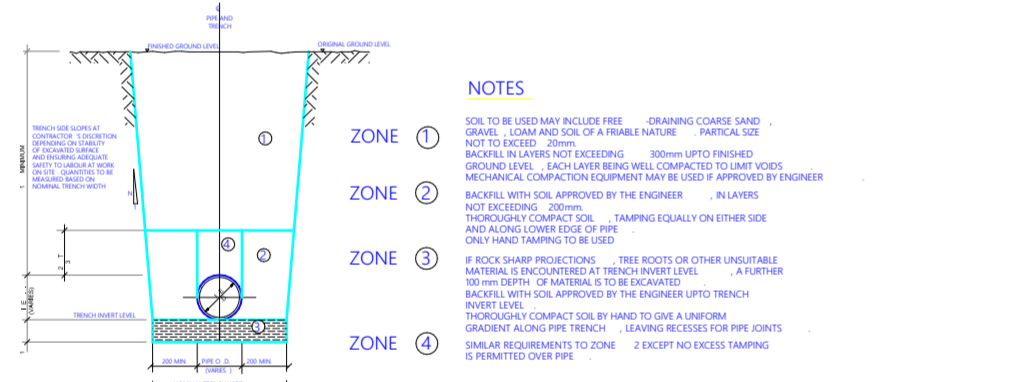 ℄
PIPE AND
TRENCH
FINISHED GROUND LEVEL
ORIGINAL GROUND LEVEL
TRENCH SIDE SLOPES AT
CONTRACTOR 'S DISCRETION
DEPENDING ON STABILITY
OF EXCAVATED SURFACE
AND ENSURING ADEQUATE
SAFETY TO LABOUR AT WORK
ON SITE . QUANTITIES TO BE
MEASURED BASED ON
NOMINAL TRENCH WIDTH
1 MINIMUM
N
1
1
4
2
3
2 T
3
(VARIES)
TRENCH INVERT LEVEL
1
200 MIN.
PIPE O .D.
(VARIES )
200 MIN.
NOTES
ZONE 1
SOIL TO BE USED MAY INCLUDE FREE -DRAINING COARSE SAND ,
GRAVEL , LOAM AND SOIL OF A FRIABLE NATURE . PARTICAL SIZE
NOT TO EXCEED 20mm.
BACKFILL IN LAYERS NOT EXCEEDING 300mm UPTO FINISHED
GROUND LEVEL , EACH LAYER BEING WELL COMPACTED TO LIMIT VOIDS
MECHANICAL COMPACTION EQUIPMENT MAY BE USED IF APPROVED BY ENGINEER .
ZONE 2
BACKFILL WITH SOIL APPROVED BY THE ENGINEER , IN LAYERS
NOT EXCEEDING 200mm.
THOROUGHLY COMPACT SOIL , TAMPING EQUALLY ON EITHER SIDE
AND ALONG LOWER EDGE OF PIPE .
ONLY HAND TAMPING TO BE USED
ZONE 3
IF ROCK SHARP PROJECTIONS , TREE ROOTS OR OTHER UNSUITABLE
MATERIAL IS ENCOUNTERED AT TRENCH INVERT LEVEL , A FURTHER
100 mm DEPTH OF MATERIAL IS TO BE EXCAVATED .
BACKFILL WITH SOIL APPROVED BY THE ENGINEER UPTO TRENCH
INVERT LEVEL .
THOROUGHLY COMPACT SOIL BY HAND TO GIVE A UNIFORM
GRADIENT ALONG PIPE TRENCH , LEAVING RECESSES FOR PIPE JOINTS .
ZONE 4
SIMILAR REQUIREMENTS TO ZONE 2 EXCEPT NO EXCESS TAMPING
IS PERMITTED OVER PIPE .